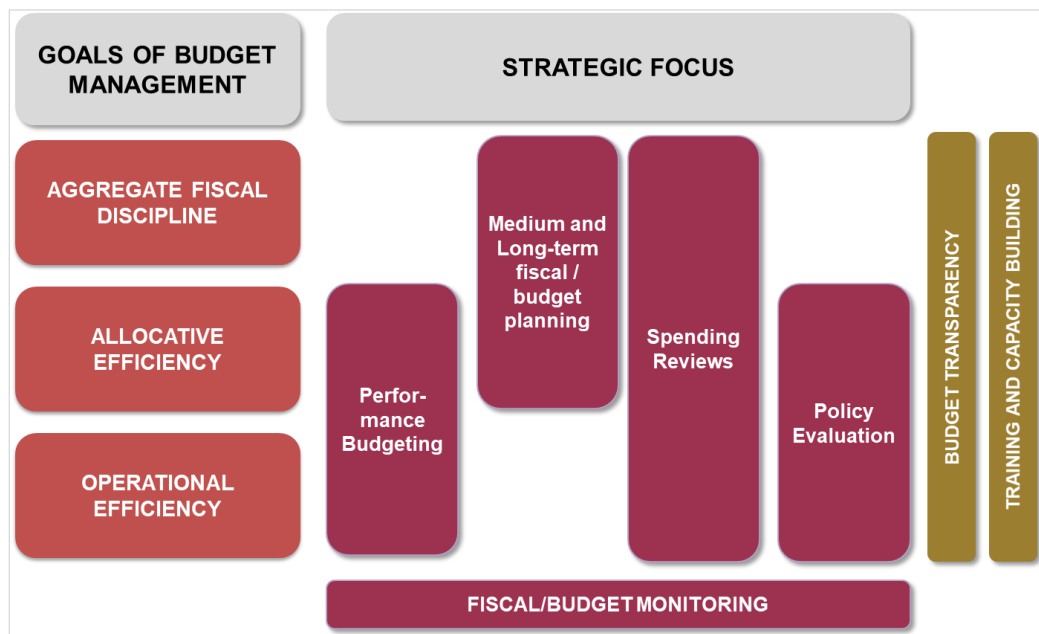 GOALS OF BUDGET
MANAGEMENT
STRATEGIC FOCUS
AGGREGATE FISCAL
DISCIPLINE
ALLOCATIVE
EFFICIENCY
OPERATIONAL
EFFICIENCY
Perfor-
mance
Budgeting
Medium and
Long-term
fiscal /
budget
planning
Spending
Reviews
Policy
Evaluation
BUDGET TRANSPARENCY
TRAINING AND CAPACITY BUILDING
FISCAL/BUDGET MONITORING